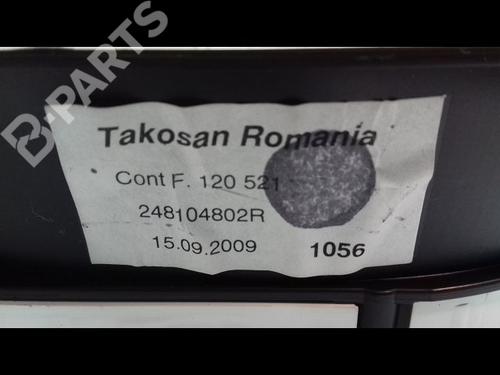 B-PARTS
Takosan Romania
Cont F. 120 521
248104802R
15.09.2009 1056